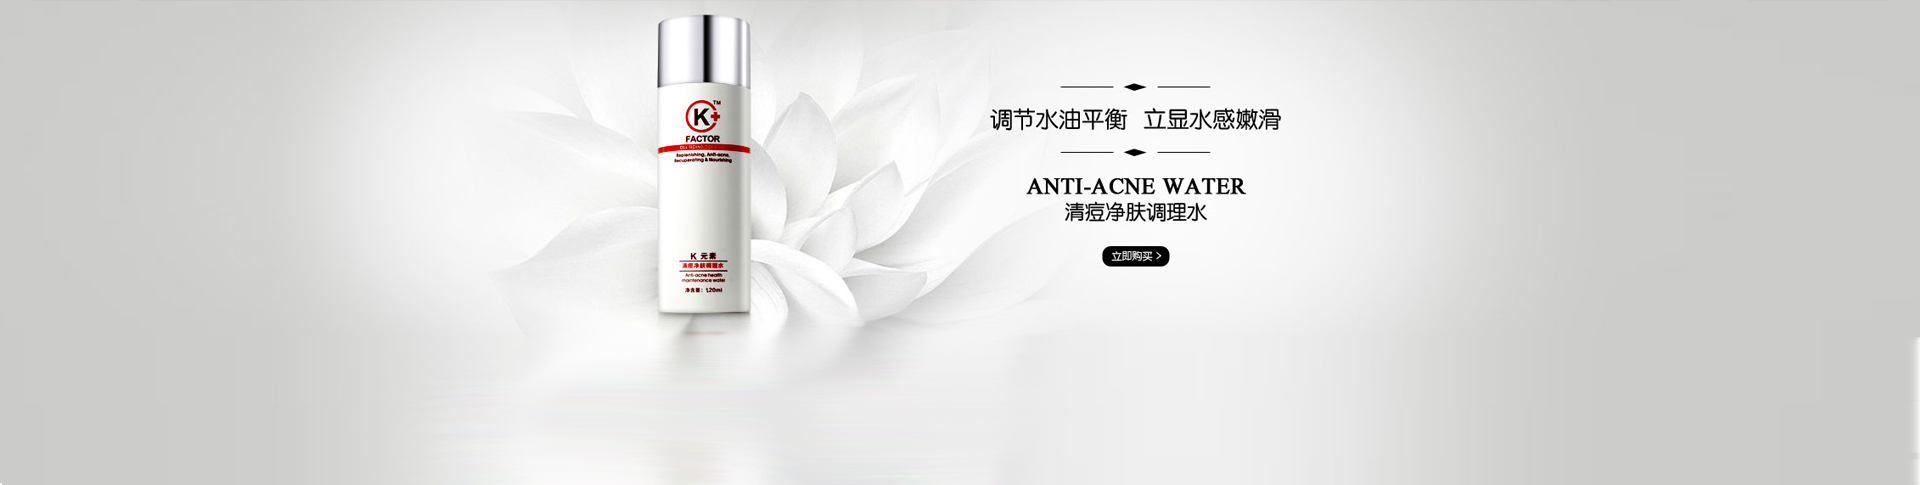 K+ TM
FACTOR
Replenishing, Anti-acne,
Recuperating & Nourishing
K 元素
清痘净肤调理水
Anti-acne health
maintenance water
净含量：120ml
调节水油平衡 立显水感嫩滑
ANTI-ACNE WATER
清痘净肤调理水
立即购买 >